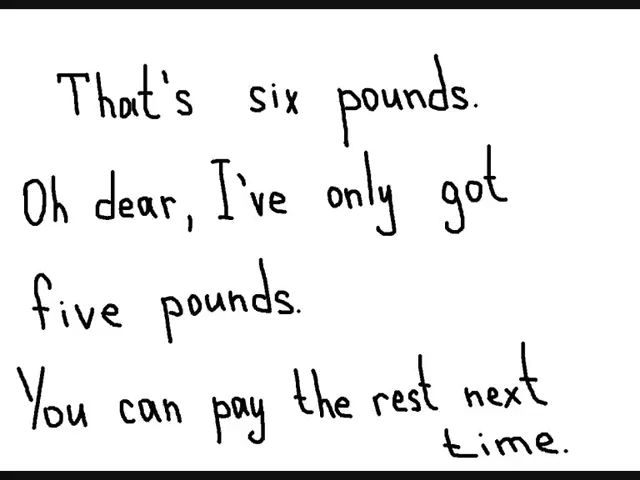 That's six pounds.
Oh dear, I've only got
five pounds.
You can pay the rest next
time.